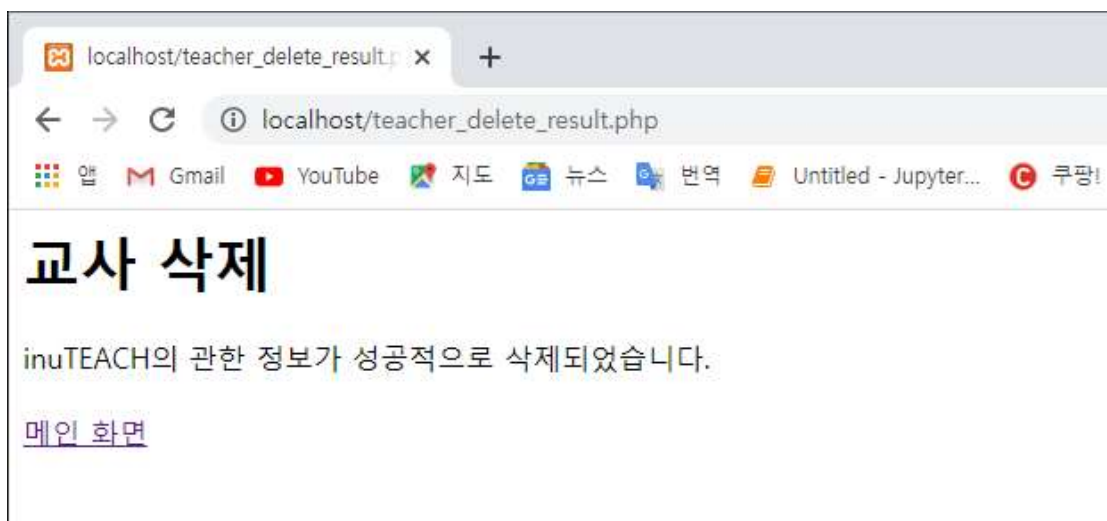 localhost/teacher_delete_result.p
localhost/teacher_delete_result.php
앱 Gmail YouTube 지도 뉴스 번역 Untitled - Jupyter... 쿠팡!
교사 삭제
inuTEACH의 관한 정보가 성공적으로 삭제되었습니다.
메인 화면